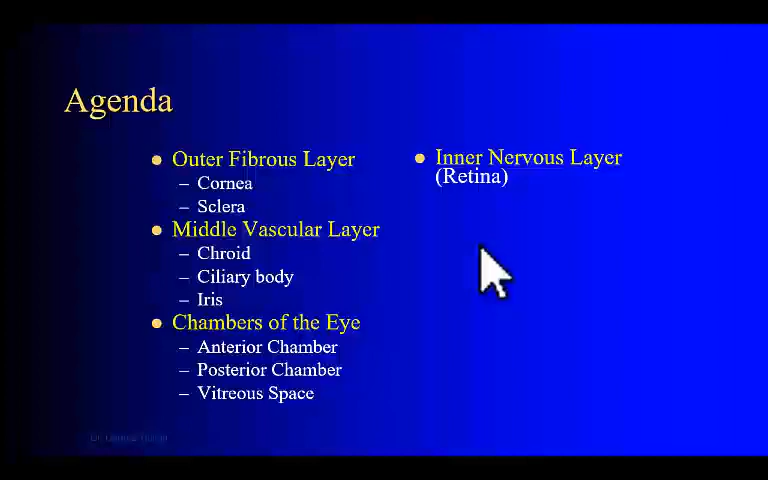 Agenda
Outer Fibrous Layer
– Cornea
– Sclera
Middle Vascular Layer
– Chroid
– Ciliary body
– Iris
Chambers of the Eye
– Anterior Chamber
– Posterior Chamber
– Vitreous Space
Inner Nervous Layer
(Retina)